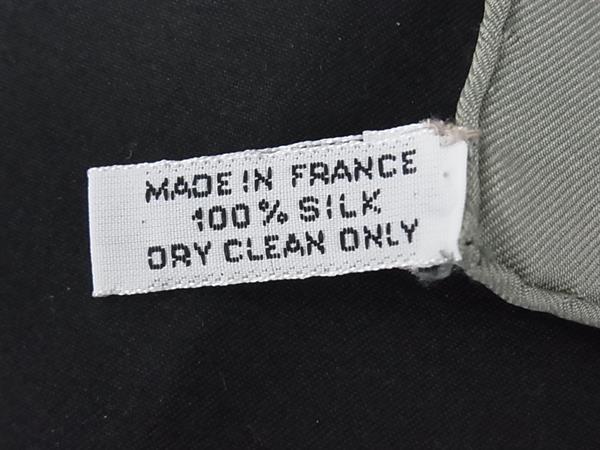 MADE IN FRANCE
100% SILK
DRY CLEAN ONLY